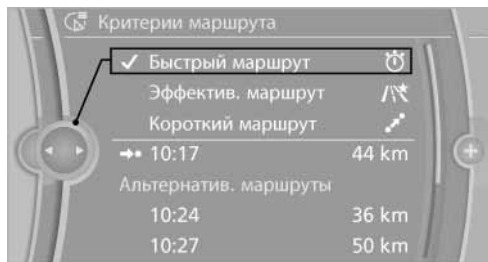 Критерии маршрута
Быстрый маршрут
Эффектив. маршрут
Короткий маршрут
10:17 44 km
Альтернатив. маршруты
10:24 36 km
10:27 50 km